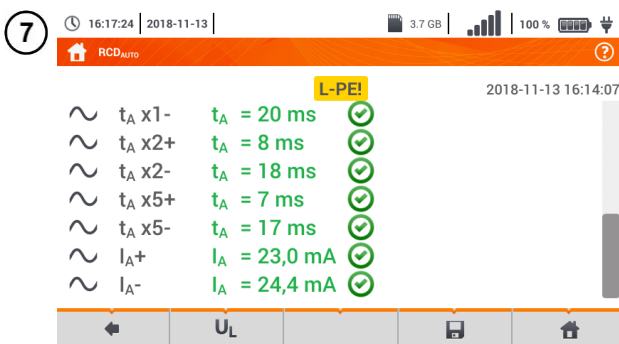 7
16:17:24 2018-11-13 3.7 GB 100 %
RCDAUTO ?
L-PE! 2018-11-13 16:14:07
tA x1- tA = 20 ms
tA x2+ tA = 8 ms
tA x2- tA = 18 ms
tA x5+ tA = 7 ms
tA x5- tA = 17 ms
IA+ IA = 23,0 mA
IA- IA = 24,4 mA
UL